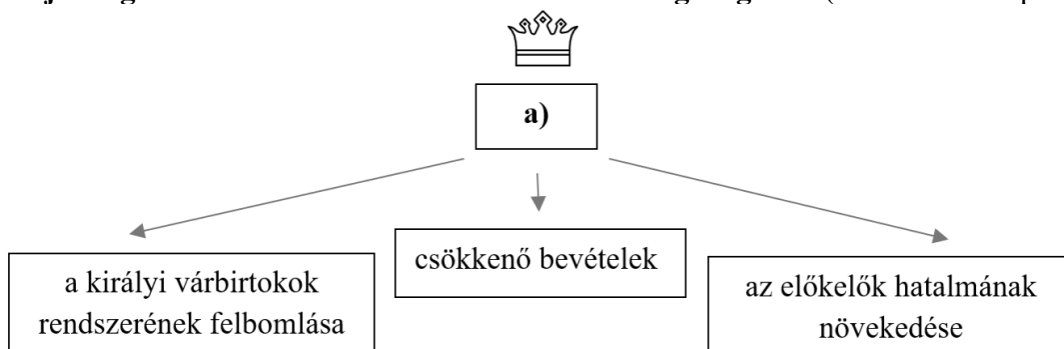 a)
a királyi várbirtokok
rendszerének felbomlása
csökkenő bevételek
az előkelők hatalmának
növekedése